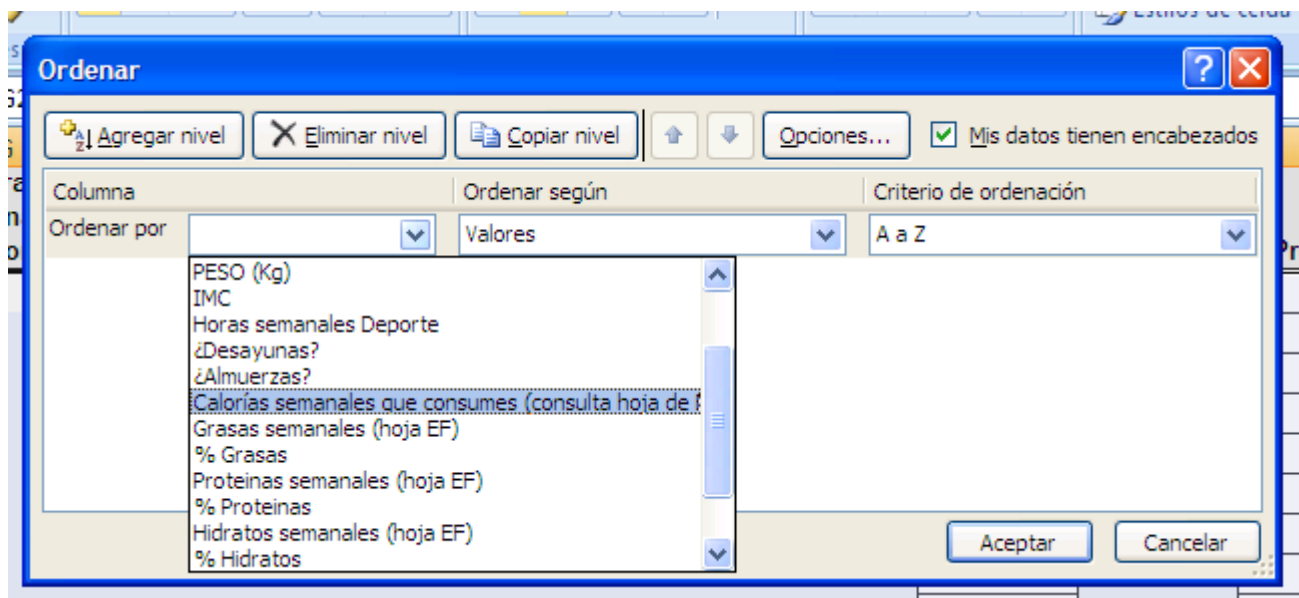 Estilos de celda
Ordenar
Agregar nivel
Eliminar nivel
Copiar nivel
Opciones...
Mis datos tienen encabezados
Columna
Ordenar según
Criterio de ordenación
Ordenar por
Valores
A a Z
PESO (Kg)
IMC
Horas semanales Deporte
¿Desayunas?
¿Almuerzas?
Calorías semanales que consumes (consulta hoja de
Grasas semanales (hoja EF)
% Grasas
Proteinas semanales (hoja EF)
% Proteinas
Hidratos semanales (hoja EF)
% Hidratos
Aceptar
Cancelar